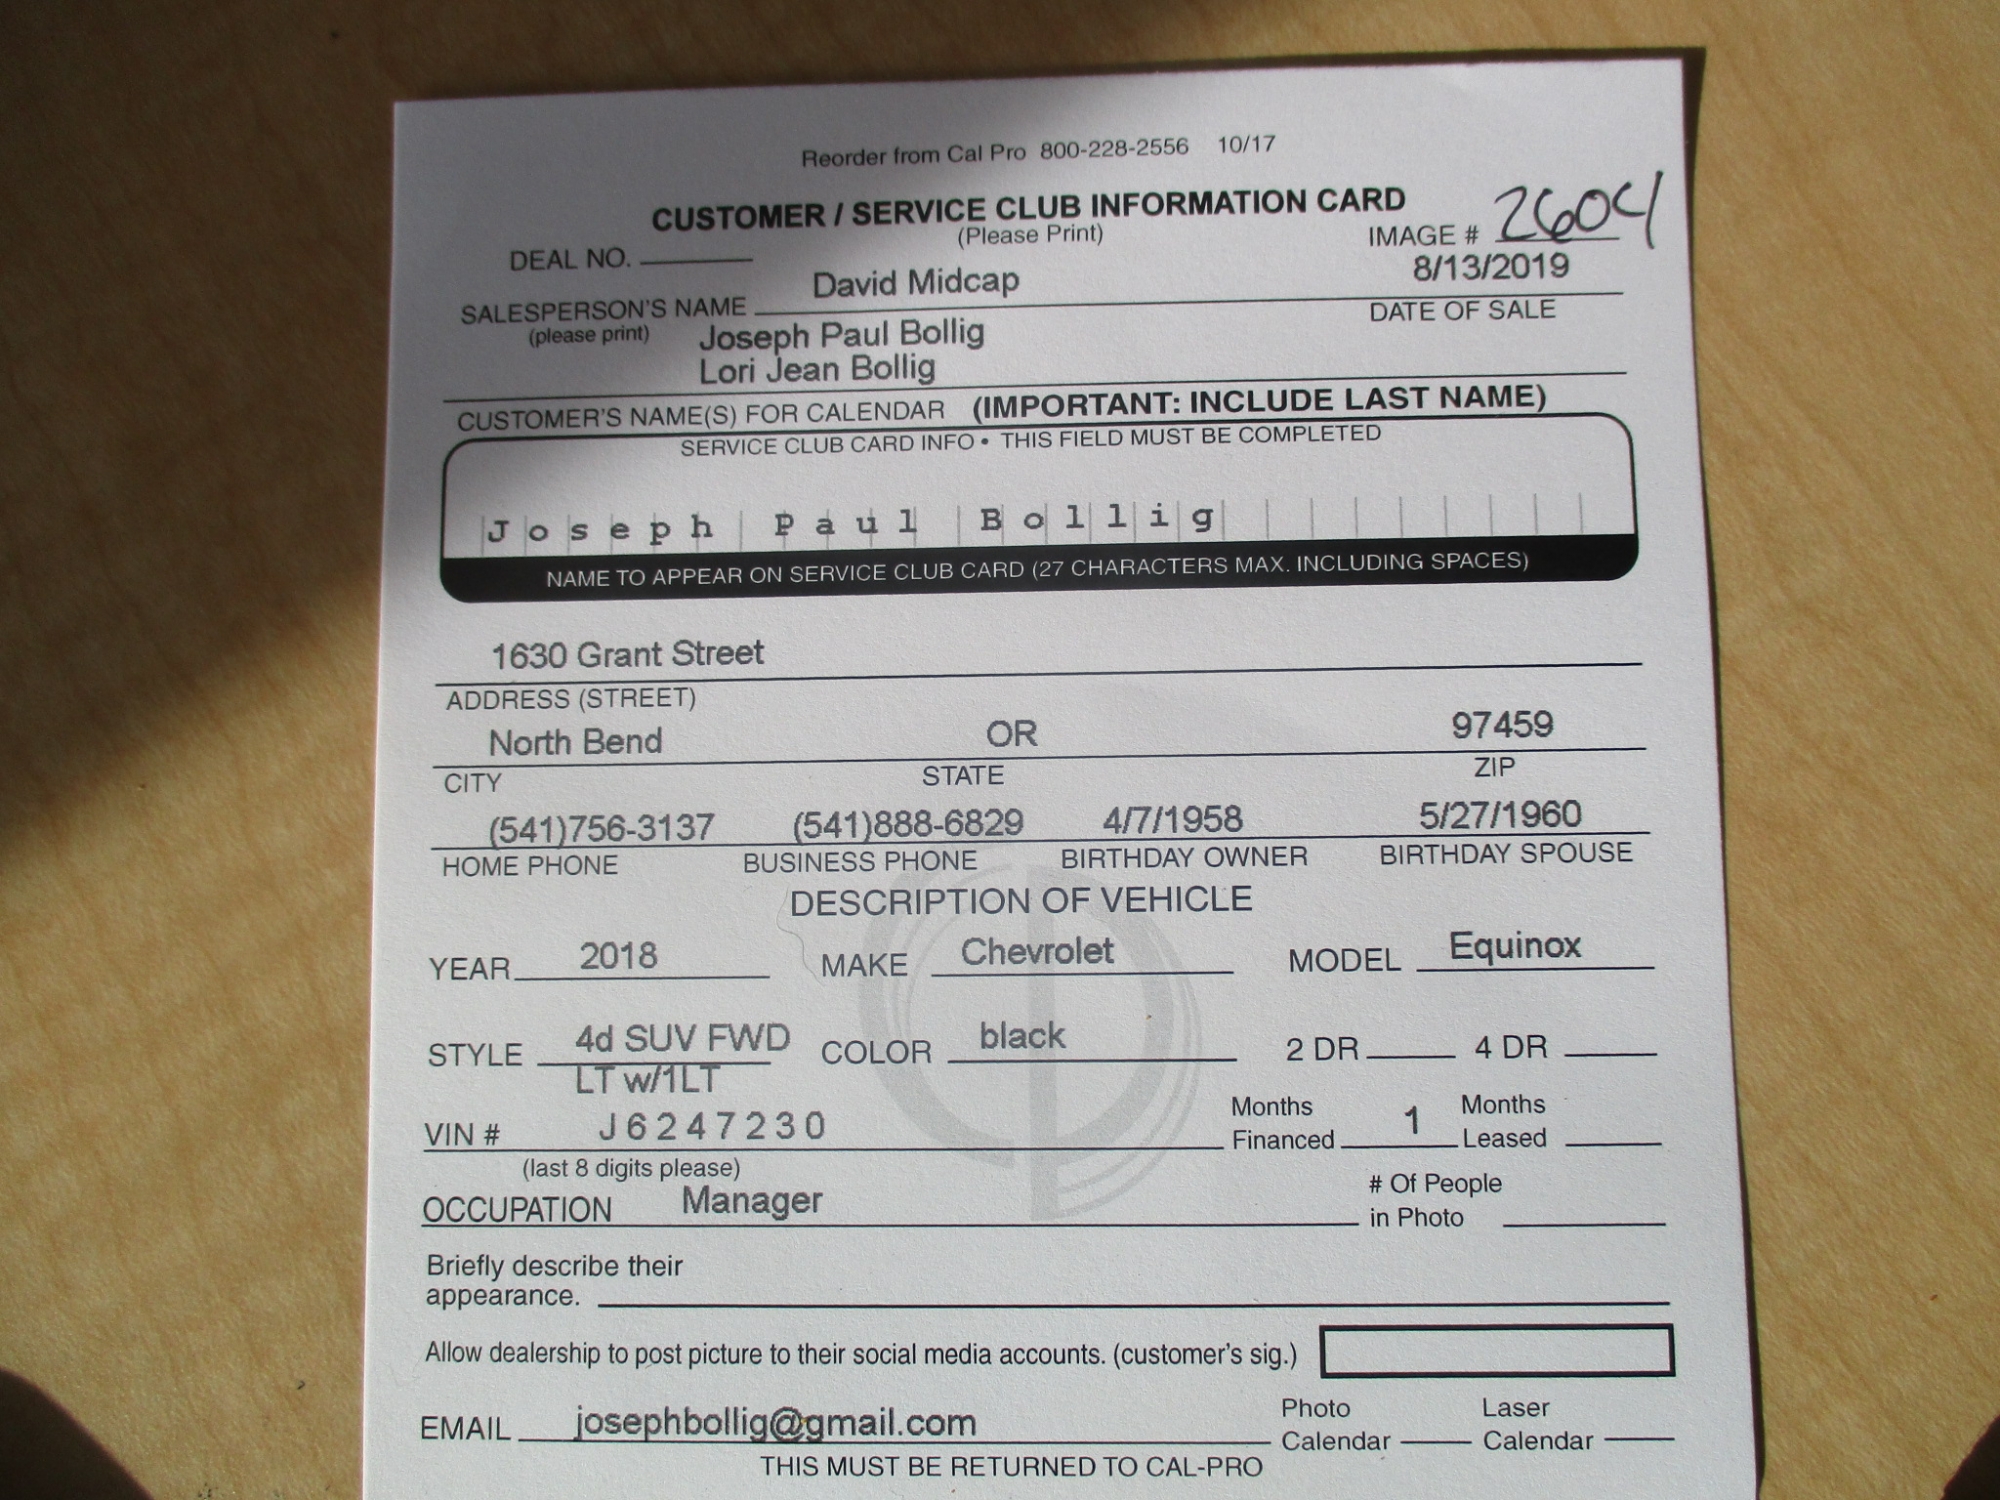 Reorder from Cal Pro 800-228-2556 10/17
CUSTOMER / SERVICE CLUB INFORMATION CARD
(Please Print)
DEAL NO. IMAGE # 2604
David Midcap 8/13/2019
SALESPERSON'S NAME DATE OF SALE
(please print) Joseph Paul Bollig
Lori Jean Bollig
CUSTOMER'S NAME(S) FOR CALENDAR (IMPORTANT: INCLUDE LAST NAME)
SERVICE CLUB CARD INFO • THIS FIELD MUST BE COMPLETED
Joseph Paul Bollig
NAME TO APPEAR ON SERVICE CLUB CARD (27 CHARACTERS MAX. INCLUDING SPACES)
1630 Grant Street
ADDRESS (STREET)
North Bend OR 97459
CITY STATE ZIP
(541)756-3137 (541)888-6829 4/7/1958 5/27/1960
HOME PHONE BUSINESS PHONE BIRTHDAY OWNER BIRTHDAY SPOUSE
DESCRIPTION OF VEHICLE
YEAR 2018 MAKE Chevrolet MODEL Equinox
STYLE 4d SUV FWD COLOR black 2 DR 4 DR
LT w/1LT
VIN # J6247230 Months Financed 1 Months Leased
(last 8 digits please)
OCCUPATION Manager # Of People in Photo
Briefly describe their
appearance.
Allow dealership to post picture to their social media accounts. (customer's sig.)
EMAIL josephbollig@gmail.com Photo Calendar Laser Calendar
THIS MUST BE RETURNED TO CAL-PRO